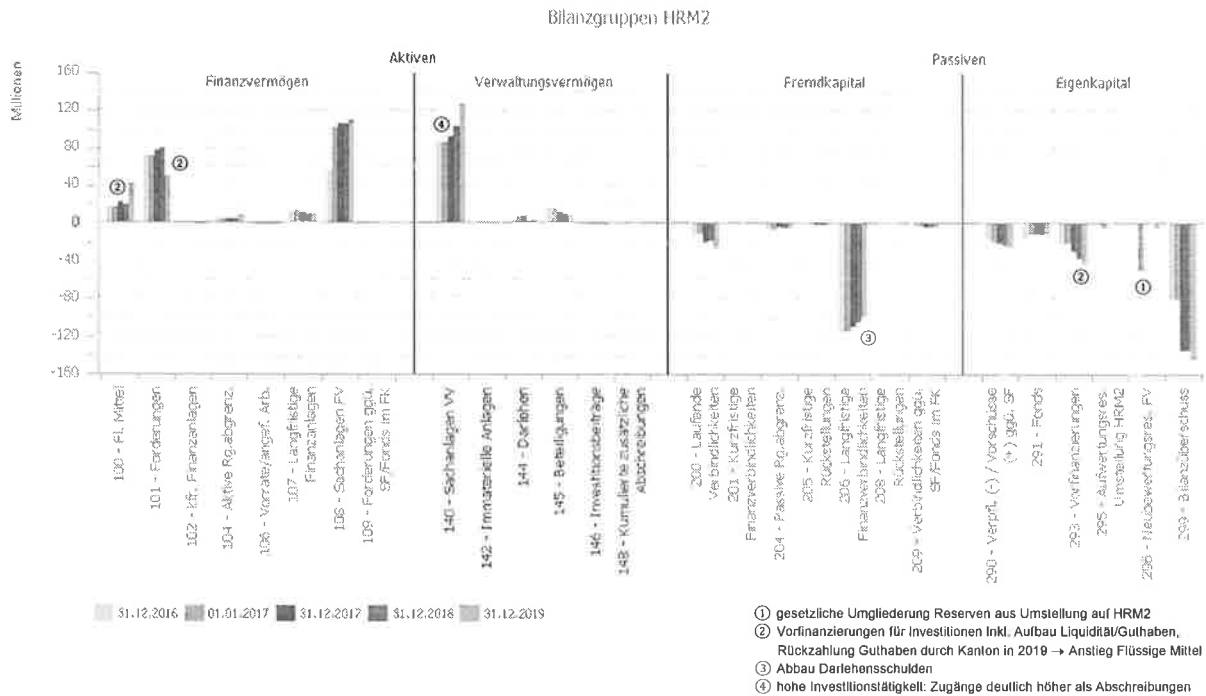 Bilanzgruppen HRM2
Aktiven
Passiven
Millionen
Finanzvermögen
Verwaltungsvermögen
Fremdkapital
Eigenkapital
160
120
80
40
0
-40
-80
-120
-160
②
②
④
③
②
①
100 - Fl. Mittel
101 - Forderungen
102 - Kfr. Finanzanlagen
104 - Aktive Rg.abgrenz.
106 - Vorräte/angef. Arb.
107 - Langfristige
Finanzanlagen
108 - Sachanlagen FV
109 - Forderungen ggü.
SF/Fonds im FK
140 - Sachanlagen VV
142 - Immaterielle Anlagen
144 - Darlehen
145 - Beteiligungen
146 - Investitionsbeiträge
148 - Kumulierte zusätzliche
Abschreibungen
200 - Laufende
Verbindlichkeiten
201 - Kurzfristige
Finanzverbindlichkeiten
204 - Passive Rg.abgrenz.
205 - Kurzfristige
Rückstellungen
206 - Langfristige
Finanzverbindlichkeiten
208 - Langfristige
Rückstellungen
209 - Verbindlichkeiten ggü.
SF/Fonds im FK
290 - Verpfl. (-) / Vorschüsse
(+) ggü. SF
291 - Fonds
293 - Vorfinanzierungen
295 - Aufwertungsres.
Umstellung HRM2
296 - Neubewertungsres. FV
299 - Bilanzüberschuss
31.12.2016 01.01.2017 31.12.2017 31.12.2018 31.12.2019
① gesetzliche Umgliederung Reserven aus Umstellung auf HRM2
② Vorfinanzierungen für Investitionen Inkl. Aufbau Liquidität/Guthaben,
Rückzahlung Guthaben durch Kanton in 2019 → Anstieg Flüssige Mittel
③ Abbau Darlehensschulden
④ hohe Investitionstätigkeit: Zugänge deutlich höher als Abschreibungen